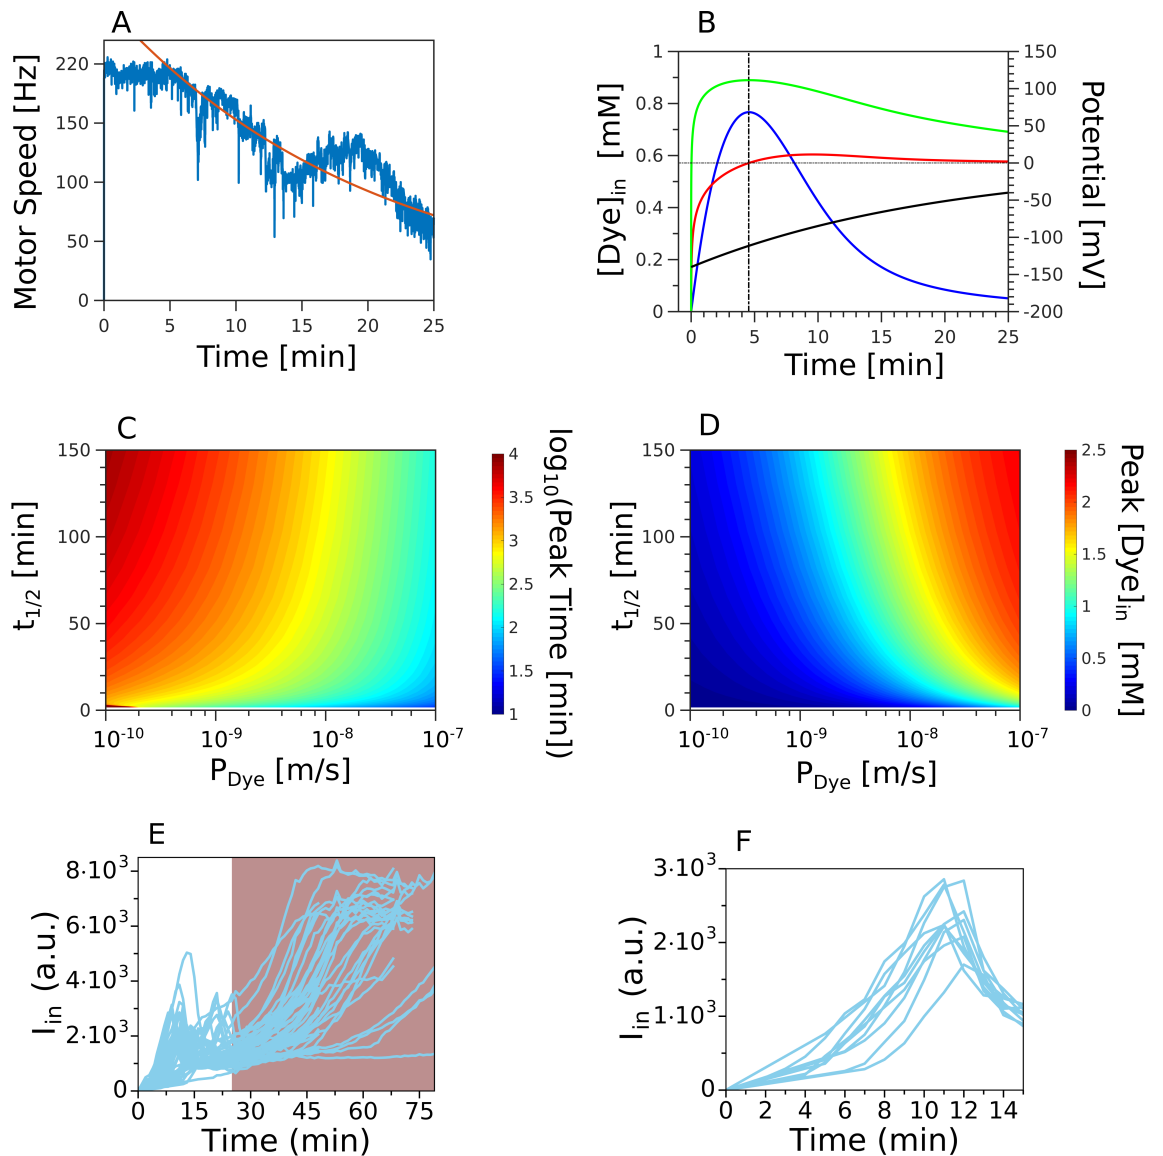 A
Motor Speed [Hz]
220
150
100
50
0
0 5 10 15 20 25
Time [min]
B
[Dye]in [mM]
1
0.8
0.6
0.4
0.2
0
150
100
50
0
-50
-100
-150
-200
Potential [mV]
0 5 10 15 20 25
Time [min]
C
t1/2 [min]
150
100
50
0
10-10 10-9 10-8 10-7
PDye [m/s]
4
3.5
3
2.5
2
1.5
1
log10(Peak Time [min])
D
t1/2 [min]
150
100
50
0
10-10 10-9 10-8 10-7
PDye [m/s]
2.5
2
1.5
1
0.5
0
Peak [Dye]in [mM]
E
Iin (a.u.)
8·103
6·103
4·103
2·103
0
0 15 30 45 60 75
Time (min)
F
Iin (a.u.)
3·103
2·103
1·103
0
0 2 4 6 8 10 12 14
Time (min)